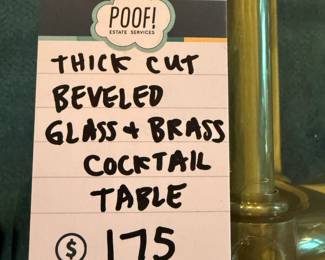 POOF!
ESTATE SERVICES
THICK CUT
BEVELED
GLASS + BRASS
COCKTAIL
TABLE
$ 175